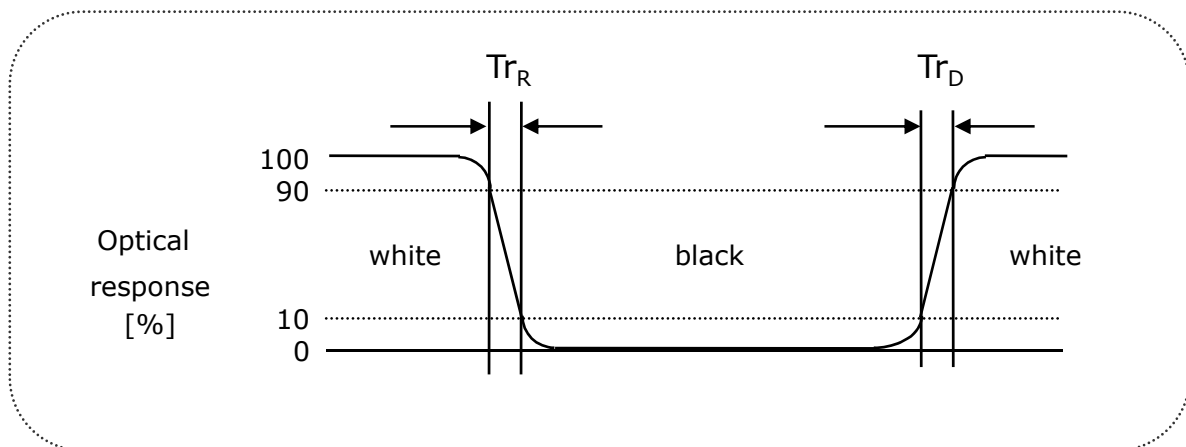 Tr_R Tr_D
100
90
Optical
response
[%]
white black white
10
0